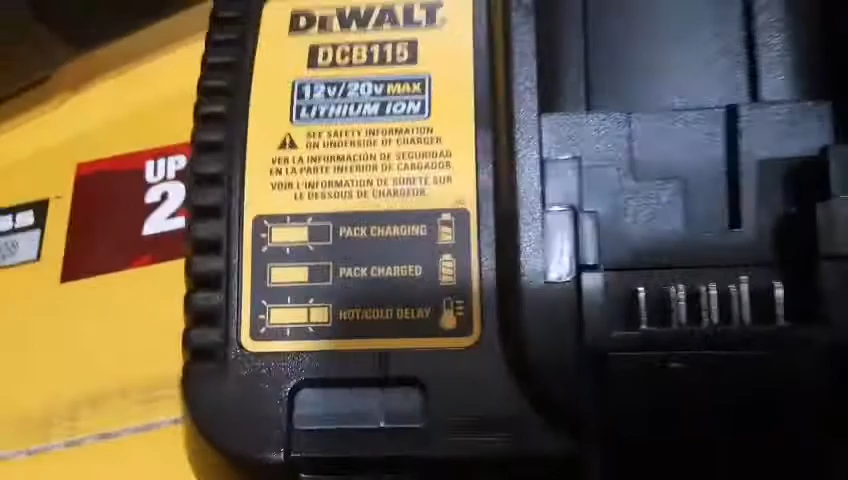 DEWALT
DCB115
12V/20V MAX
LITHIUM ION
SEE SAFETY INFORMATION
ON UNDERSIDE OF CHARGER.
VER LA INFORMACIÓN DE SEGURIDAD
EN LA PARTE INFERIOR DE CARGADOR.
VOIR L'INFORMATION DE SÛRETÉ SUR
LE DESSOUS DE CHARGEUR.
PACK CHARGING
PACK CHARGED
HOT/COLD DELAY
UP
2